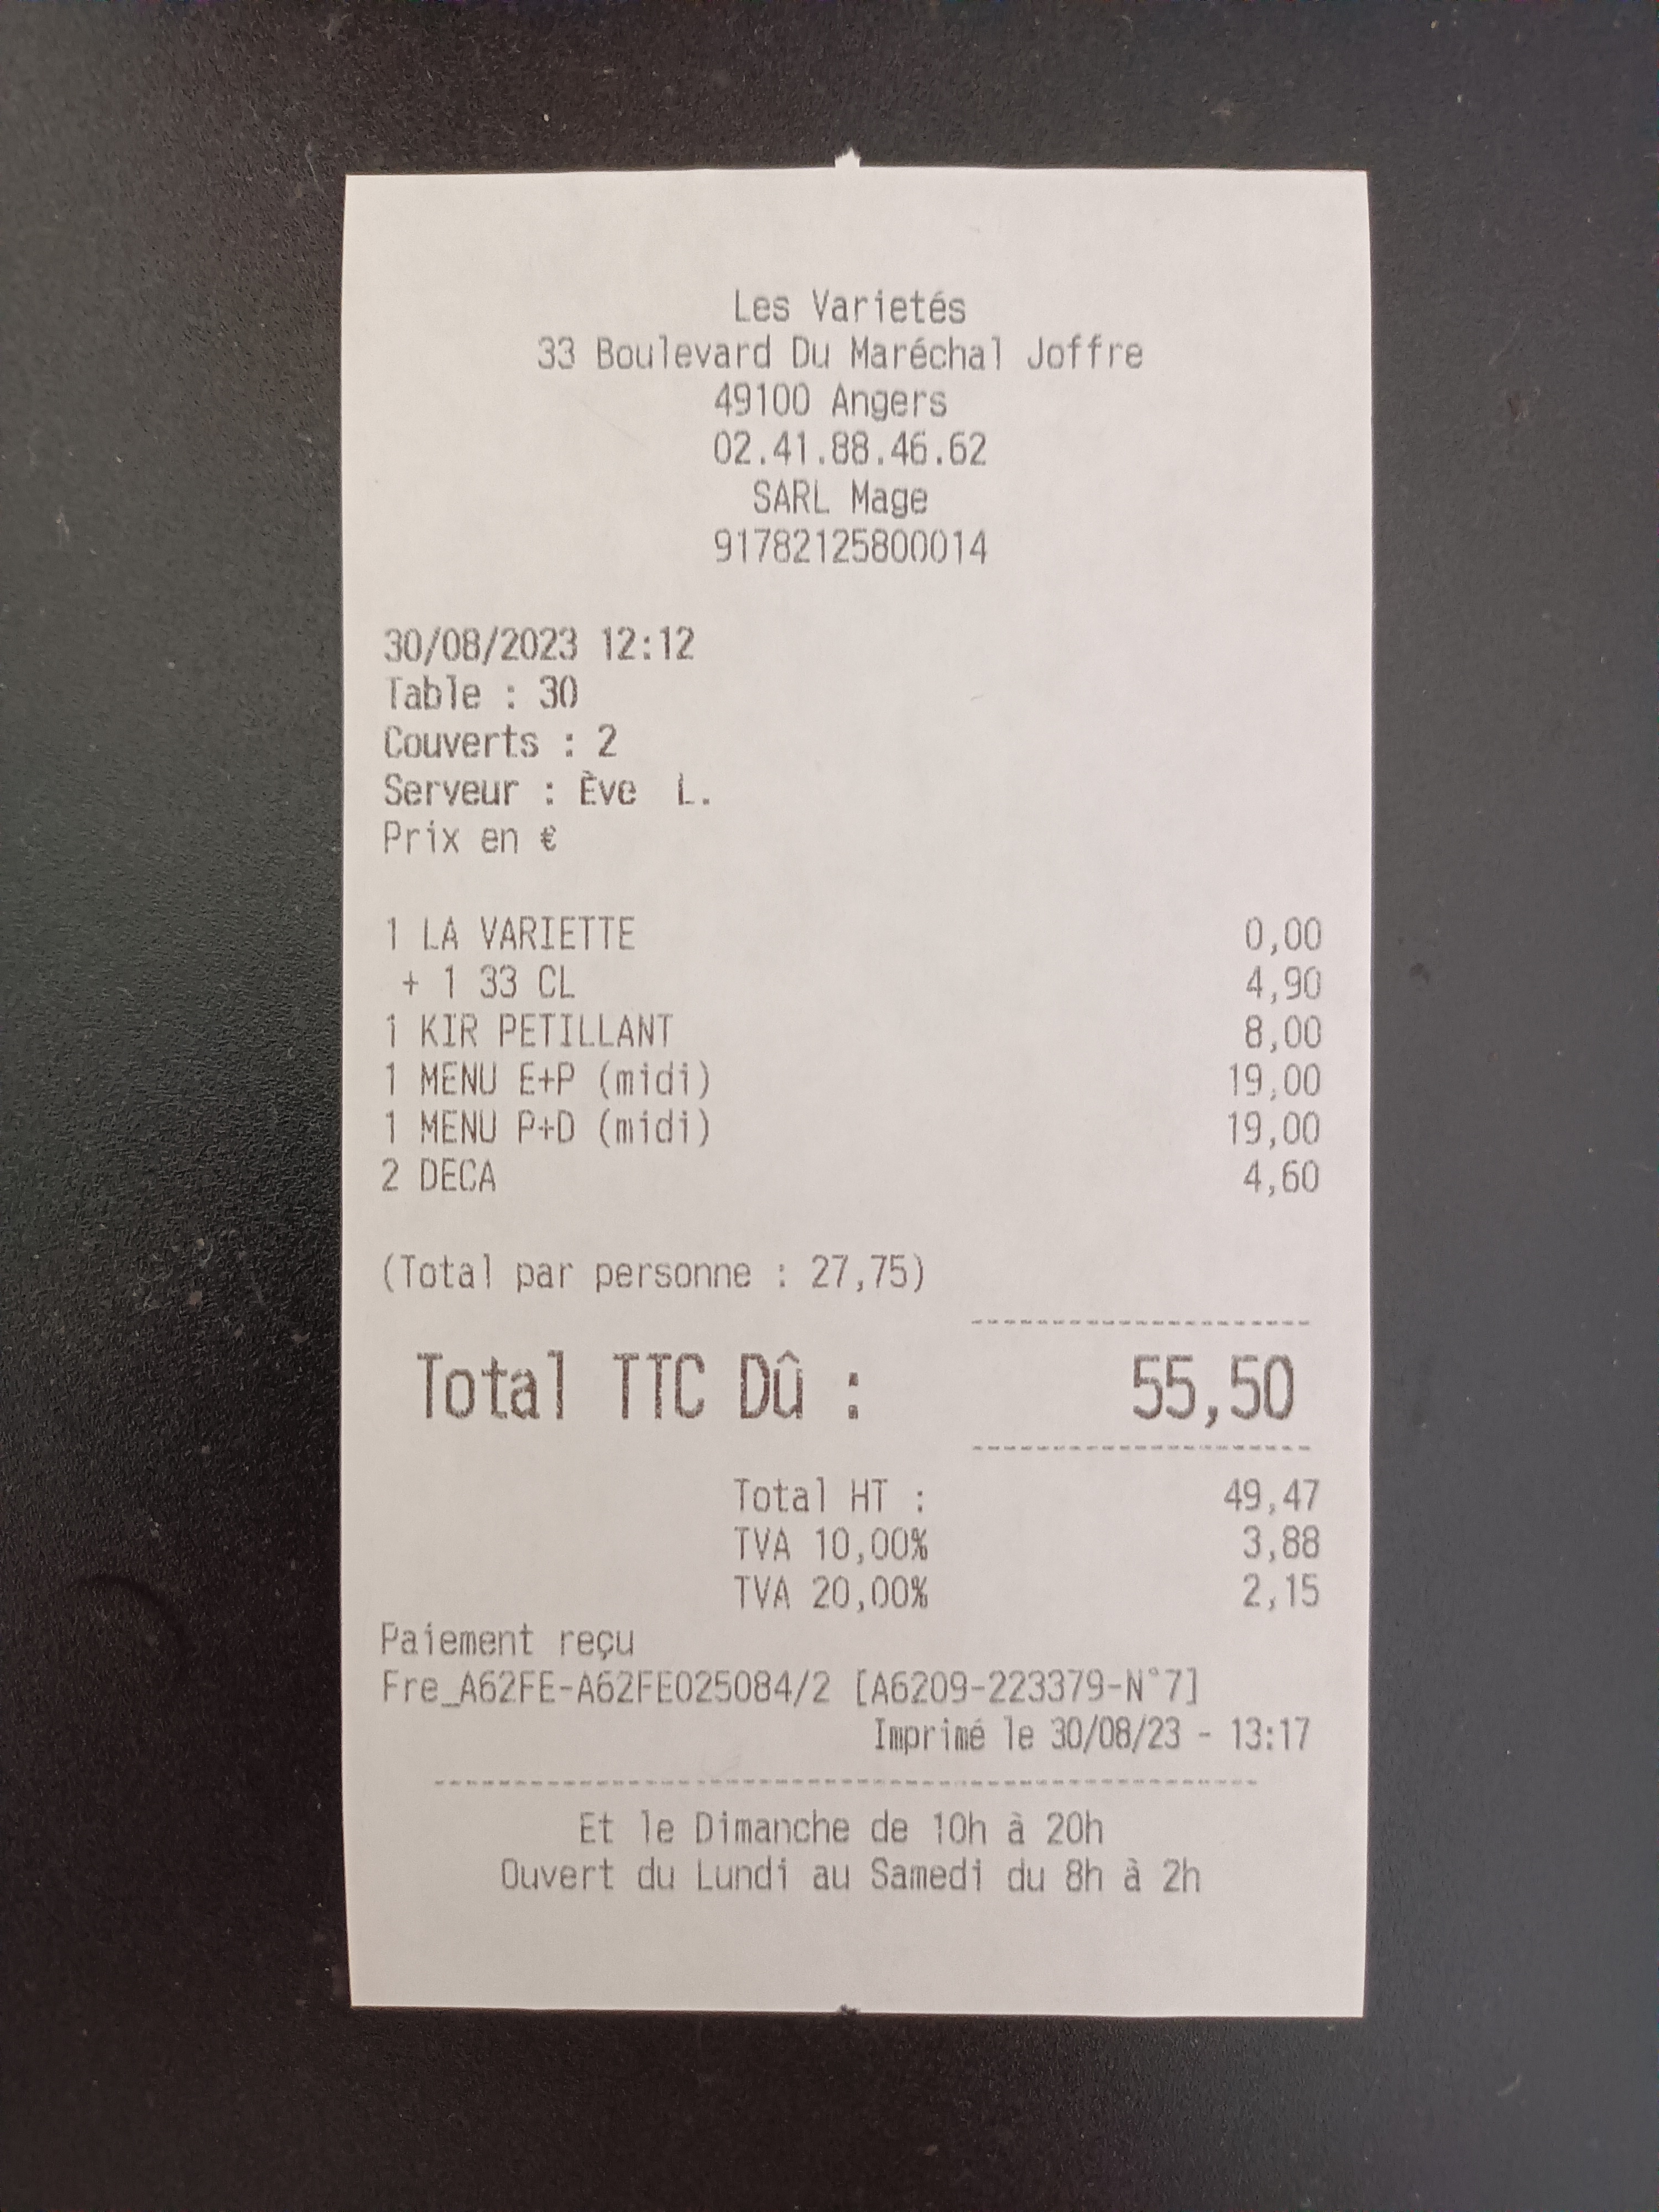 Les Varietés
33 Boulevard Du Maréchal Joffre
49100 Angers
02.41.88.46.62
SARL Mage
91782125800014
30/08/2023 12:12
Table : 30
Couverts : 2
Serveur : Ève  L.
Prix en €
1 LA VARIETTE 0,00
+ 1 33 CL 4,90
1 KIR PETILLANT 8,00
1 MENU E+P (midi) 19,00
1 MENU P+D (midi) 19,00
2 DECA 4,60
(Total par personne : 27,75)
Total TTC Dû : 55,50
Total HT : 49,47
TVA 10,00% 3,88
TVA 20,00% 2,15
Paiement reçu
Fre_A62FE-A62FE025084/2 [A6209-223379-N°7]
Imprimé le 30/08/23 - 13:17
Et le Dimanche de 10h à 20h
Ouvert du Lundi au Samedi du 8h à 2h